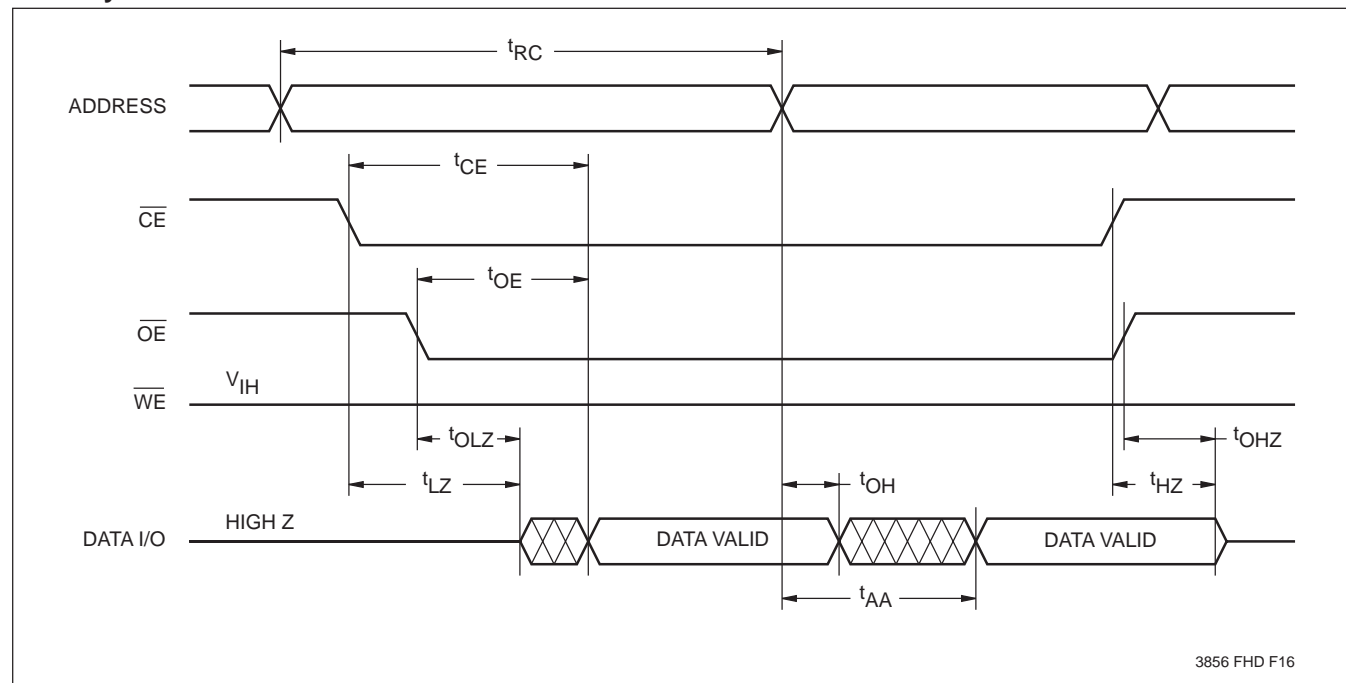 tRC
ADDRESS
tCE
CE
tOE
OE
VIH
WE
tOLZ
tOHZ
tLZ
tOH
tHZ
HIGH Z
DATA I/O
DATA VALID
DATA VALID
tAA
3856 FHD F16